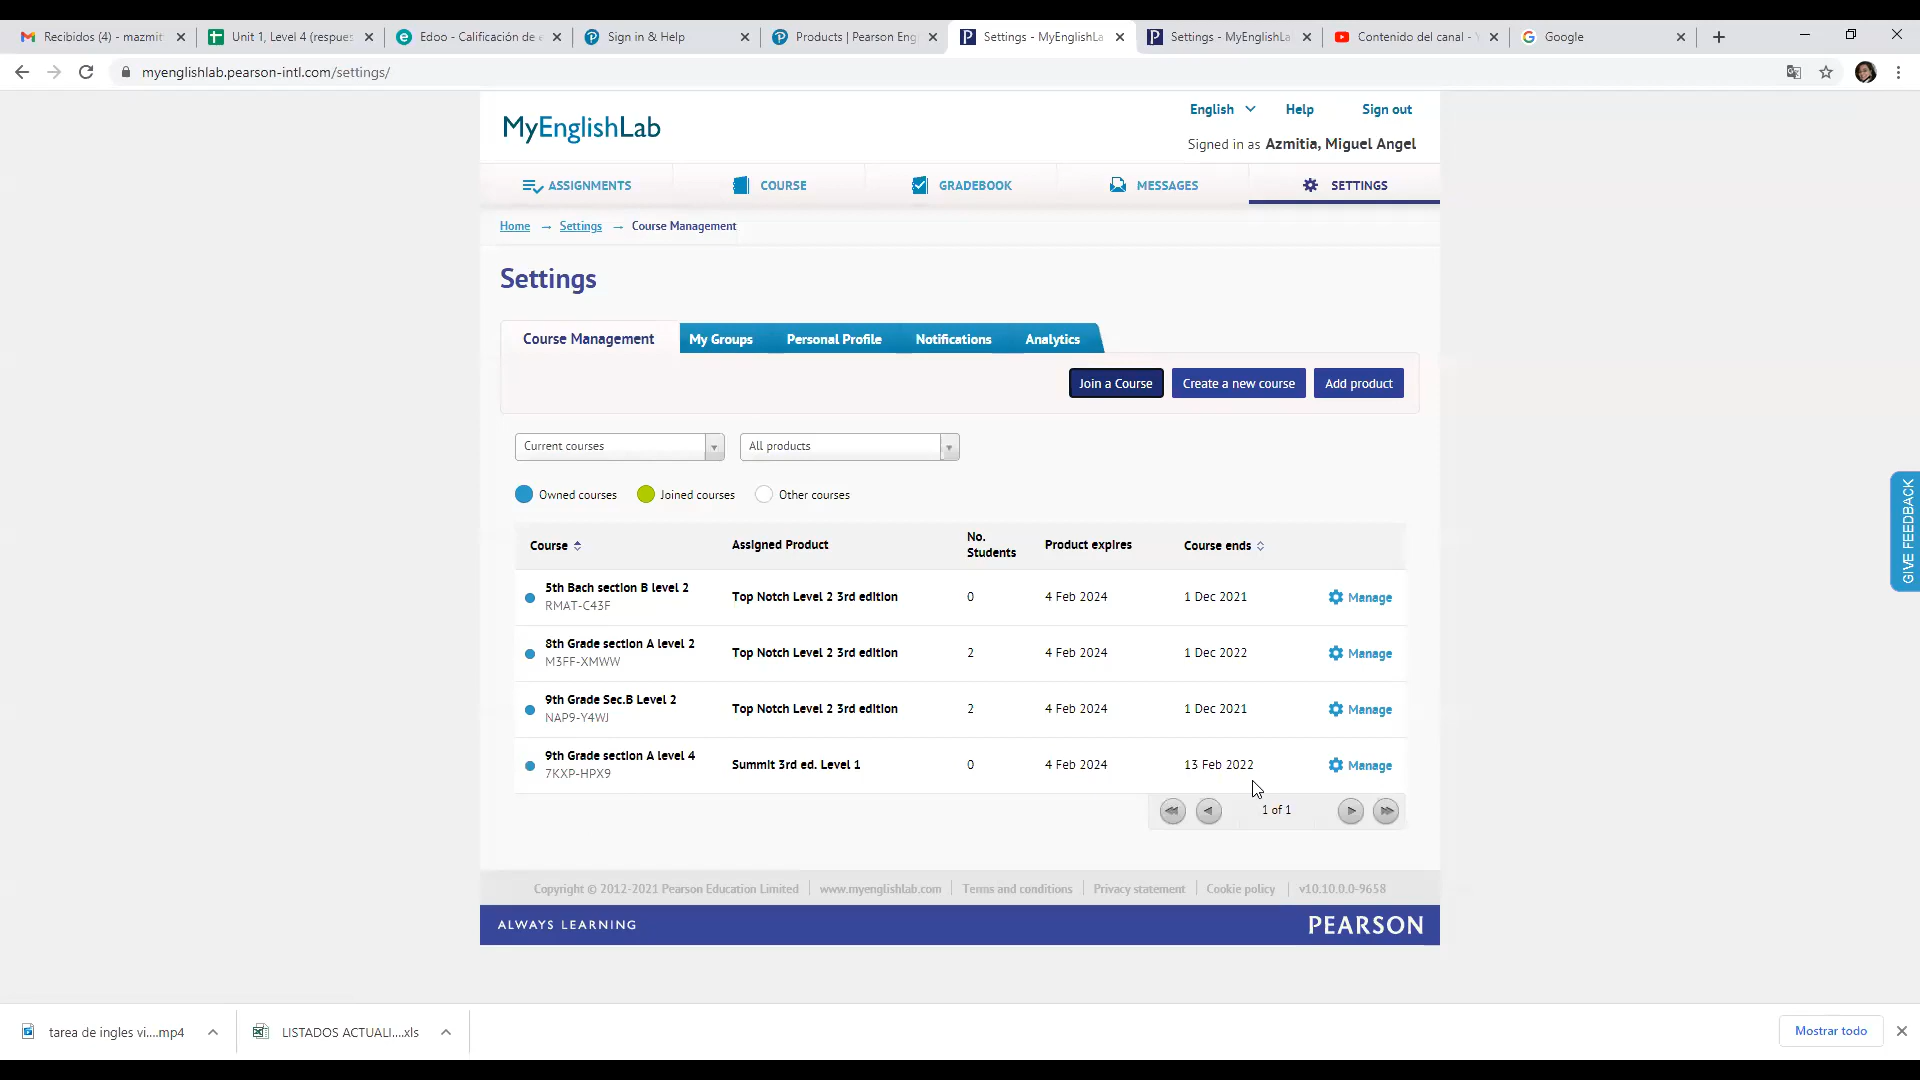 Recibidos (4) - mazmit
Unit 1, Level 4 (respues
Edoo - Calificación de e
Sign in & Help
Products | Pearson Eng
Settings - MyEnglishLa
Settings - MyEnglishLa
Contenido del canal -
Google
myenglishlab.pearson-intl.com/settings/
MyEnglishLab
English
Help
Sign out
Signed in as Azmitia, Miguel Angel
ASSIGNMENTS
COURSE
GRADEBOOK
MESSAGES
SETTINGS
Home → Settings → Course Management
Settings
Course Management
My Groups
Personal Profile
Notifications
Analytics
Join a Course
Create a new course
Add product
Current courses
All products
Owned courses
Joined courses
Other courses
Course
Assigned Product
No.
Students
Product expires
Course ends
5th Bach section B level 2
RMAT-C43F
Top Notch Level 2 3rd edition
0
4 Feb 2024
1 Dec 2021
Manage
8th Grade section A level 2
M3FF-XMWW
Top Notch Level 2 3rd edition
2
4 Feb 2024
1 Dec 2022
Manage
9th Grade Sec.B Level 2
NAP9-Y4WJ
Top Notch Level 2 3rd edition
2
4 Feb 2024
1 Dec 2021
Manage
9th Grade section A level 4
7KXP-HPX9
Summit 3rd ed. Level 1
0
4 Feb 2024
13 Feb 2022
Manage
1 of 1
GIVE FEEDBACK
Copyright © 2012-2021 Pearson Education Limited
www.myenglishlab.com
Terms and conditions
Privacy statement
Cookie policy
v10.10.0.0-9658
ALWAYS LEARNING
PEARSON
tarea de ingles vi....mp4
LISTADOS ACTUALI....xls
Mostrar todo